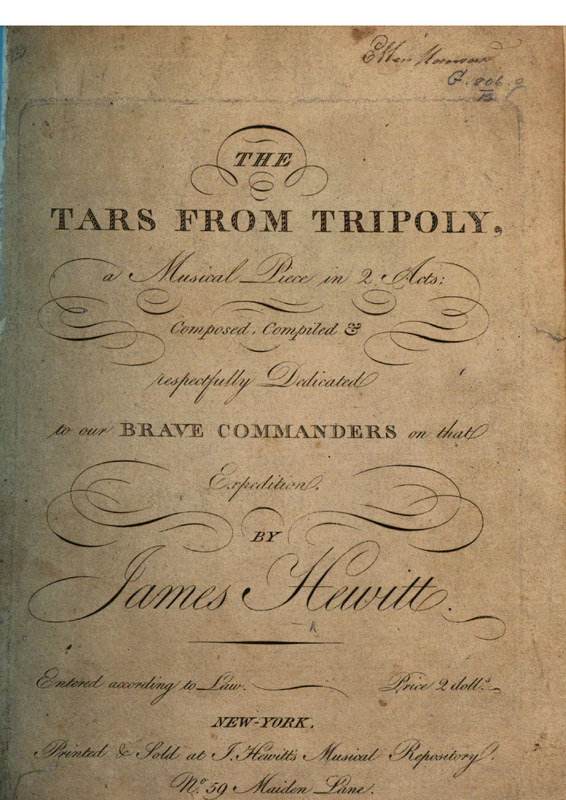 G. 806. g
THE
TARS FROM TRIPOLY,
a Musical Piece in 2 Acts;
Composed, Compiled &
respectfully Dedicated
to our BRAVE COMMANDERS on that
Expedition.
BY
James Hewitt.
Entered according to Law. Price 2 doll.s
NEW-YORK,
Printed & Sold at J. Hewitt's Musical Repository.
No. 59 Maiden Lane.